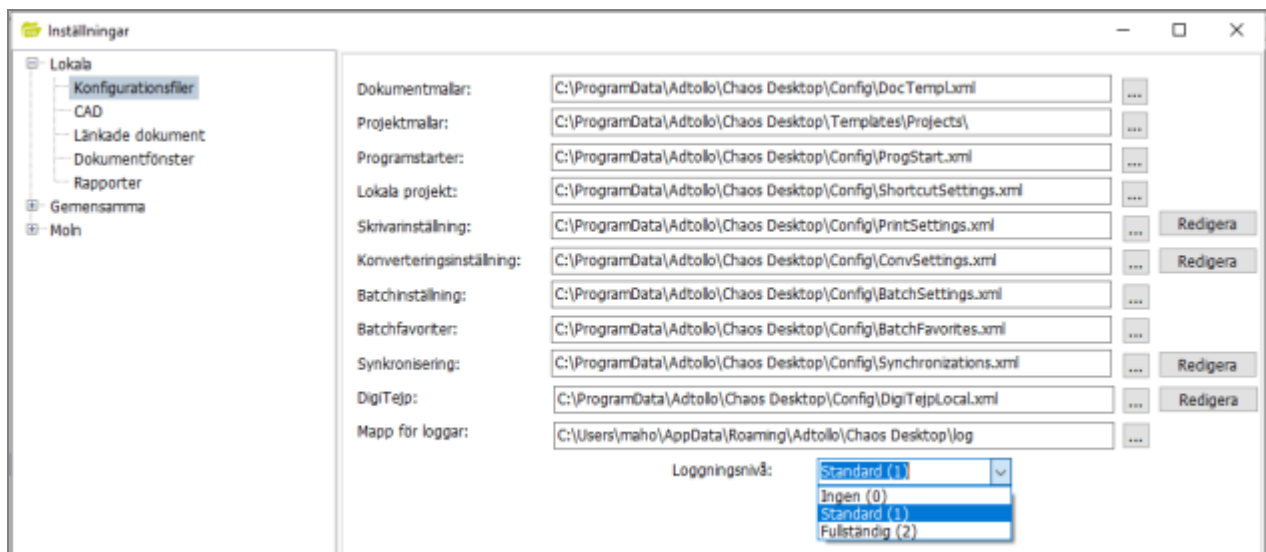 Inställningar
Lokala
Konfigurationsfiler
CAD
Länkade dokument
Dokumentfönster
Rapporter
Gemensamma
Moln
Dokumentmallar: C:\ProgramData\Adtollo\Chaos Desktop\Config\DocTempl.xml ...
Projektmallar: C:\ProgramData\Adtollo\Chaos Desktop\Templates\Projects\ ...
Programstarter: C:\ProgramData\Adtollo\Chaos Desktop\Config\ProgStart.xml ...
Lokala projekt: C:\ProgramData\Adtollo\Chaos Desktop\Config\ShortcutSettings.xml ...
Skrivarinställning: C:\ProgramData\Adtollo\Chaos Desktop\Config\PrintSettings.xml ... Redigera
Konverteringsinställning: C:\ProgramData\Adtollo\Chaos Desktop\Config\ConvSettings.xml ... Redigera
Batchinställning: C:\ProgramData\Adtollo\Chaos Desktop\Config\BatchSettings.xml ...
Batchfavoriter: C:\ProgramData\Adtollo\Chaos Desktop\Config\BatchFavorites.xml ...
Synkronisering: C:\ProgramData\Adtollo\Chaos Desktop\Config\Synchronizations.xml ... Redigera
DigiTejp: C:\ProgramData\Adtollo\Chaos Desktop\Config\DigiTejpLocal.xml ... Redigera
Mapp för loggar: C:\Users\maho\AppData\Roaming\Adtollo\Chaos Desktop\log ...
Loggningsnivå: Standard (1)
Ingen (0)
Standard (1)
Fullständig (2)